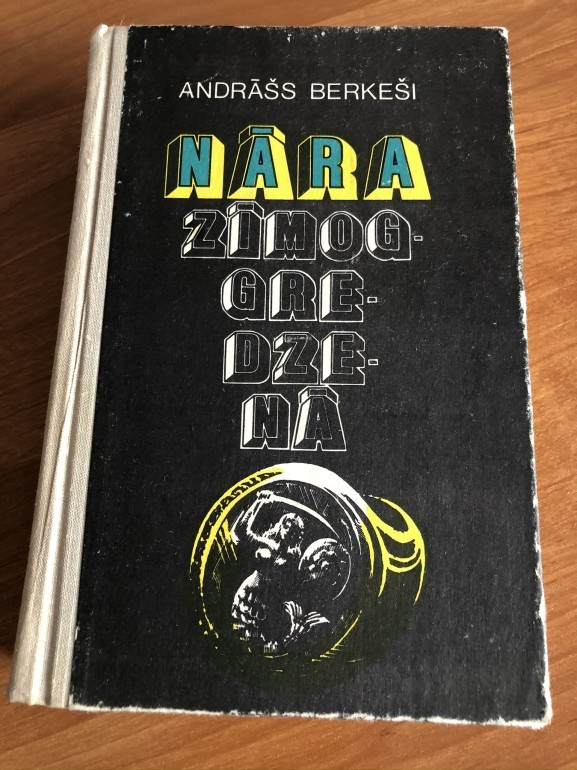 ANDRĀŠS BERKEŠI
NĀRA
ZĪMOG-
GRE-
DZE-
NĀ